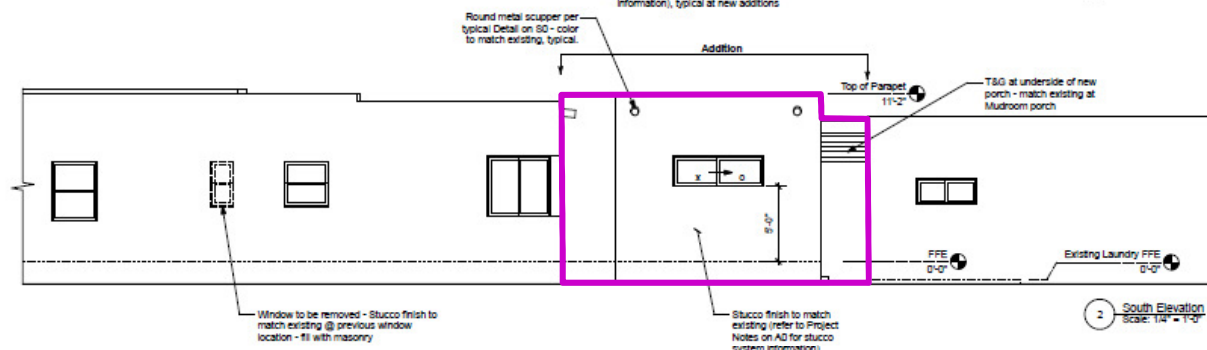 information), typical at new additions
Round metal scupper per
typical Detail on S0 - color
to match existing, typical.
Addition
Top of Parapet
11'-2"
T&G at underside of new
porch - match existing at
Mudroom porch
X O
5'-0"
FFE
0'-0"
Existing Laundry FFE
0'-0"
Window to be removed - Stucco finish to
match existing @ previous window
location - fill with masonry
Stucco finish to match
existing (refer to Project
Notes on A0 for stucco
system information)
2 South Elevation
Scale: 1/4" = 1'-0"